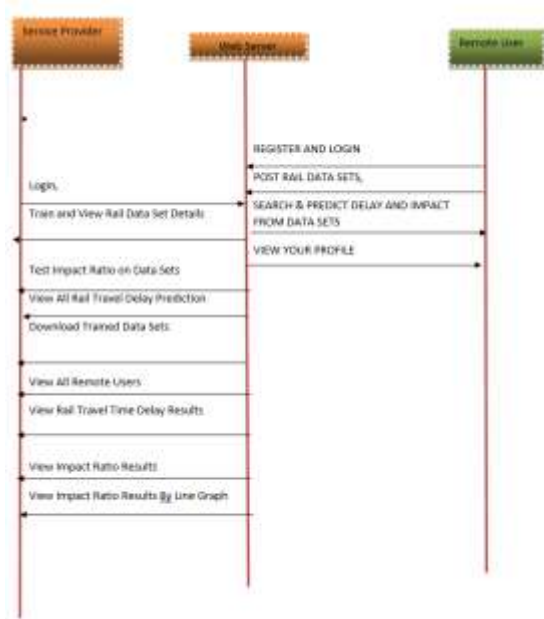 Service Provider
Web Server
Remote User
REGISTER AND LOGIN
POST RAIL DATA SETS,
Login,
SEARCH & PREDICT DELAY AND IMPACT
FROM DATA SETS
Train and View Rail Data Set Details
VIEW YOUR PROFILE
Test Impact Ratio on Data Sets
View All Rail Travel Delay Prediction
Download Trained Data Sets
View All Remote Users
View Rail Travel Time Delay Results
View Impact Ratio Results
View Impact Ratio Results By Line Graph